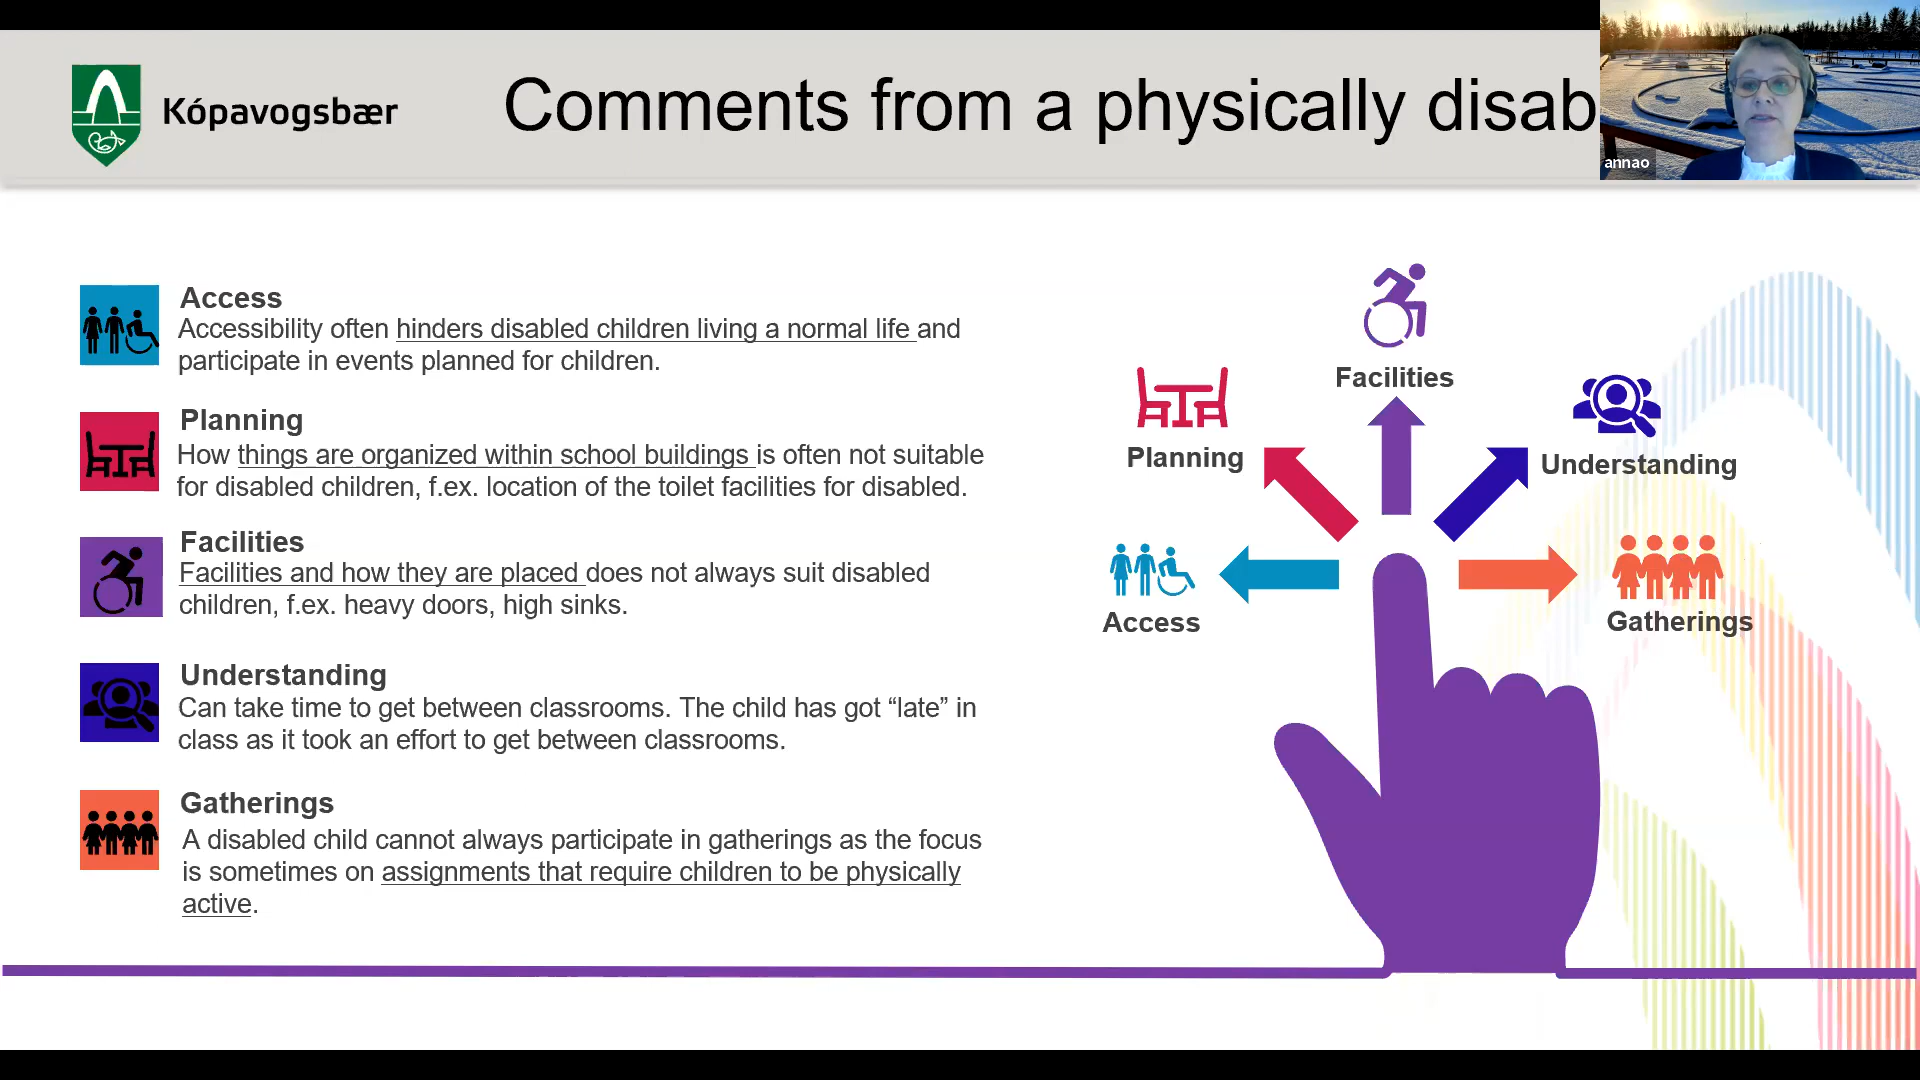 Kópavogsbær
Comments from a physically disab
annao
Access
Accessibility often hinders disabled children living a normal life and
participate in events planned for children.
Planning
How things are organized within school buildings is often not suitable
for disabled children, f.ex. location of the toilet facilities for disabled.
Facilities
Facilities and how they are placed does not always suit disabled
children, f.ex. heavy doors, high sinks.
Understanding
Can take time to get between classrooms. The child has got “late” in
class as it took an effort to get between classrooms.
Gatherings
A disabled child cannot always participate in gatherings as the focus
is sometimes on assignments that require children to be physically
active.
Facilities
Planning
Understanding
Access
Gatherings